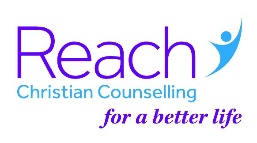 Reach
Christian Counselling
for a better life